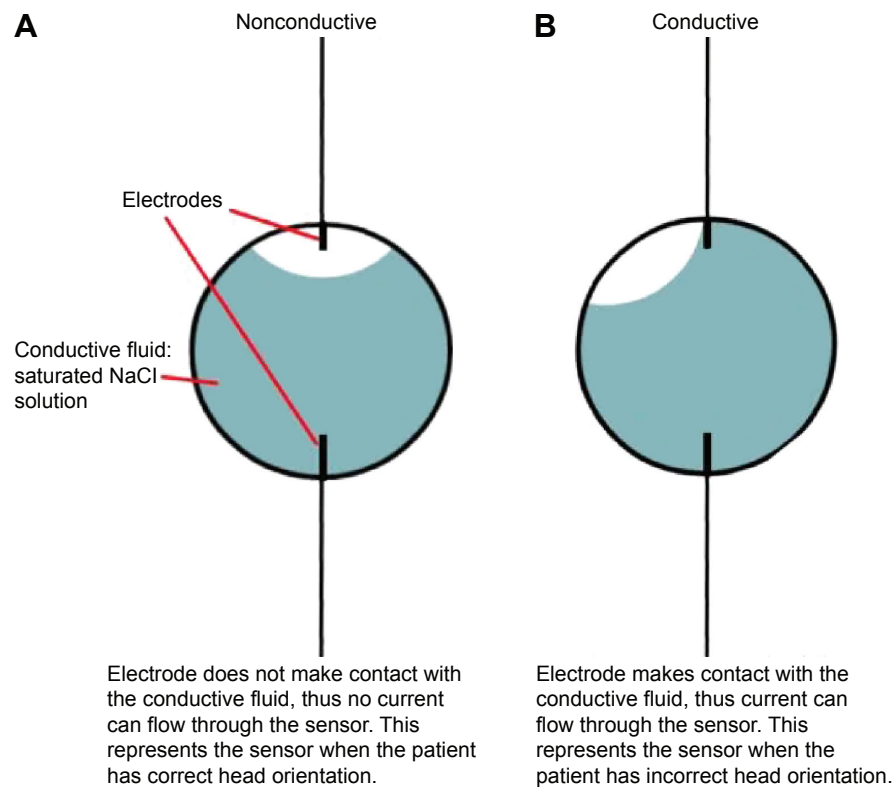 A
Nonconductive
Electrodes
Conductive fluid:
saturated NaCl
solution
Electrode does not make contact with
the conductive fluid, thus no current
can flow through the sensor. This
represents the sensor when the patient
has correct head orientation.
B
Conductive
Electrode makes contact with the
conductive fluid, thus current can
flow through the sensor. This
represents the sensor when the
patient has incorrect head orientation.